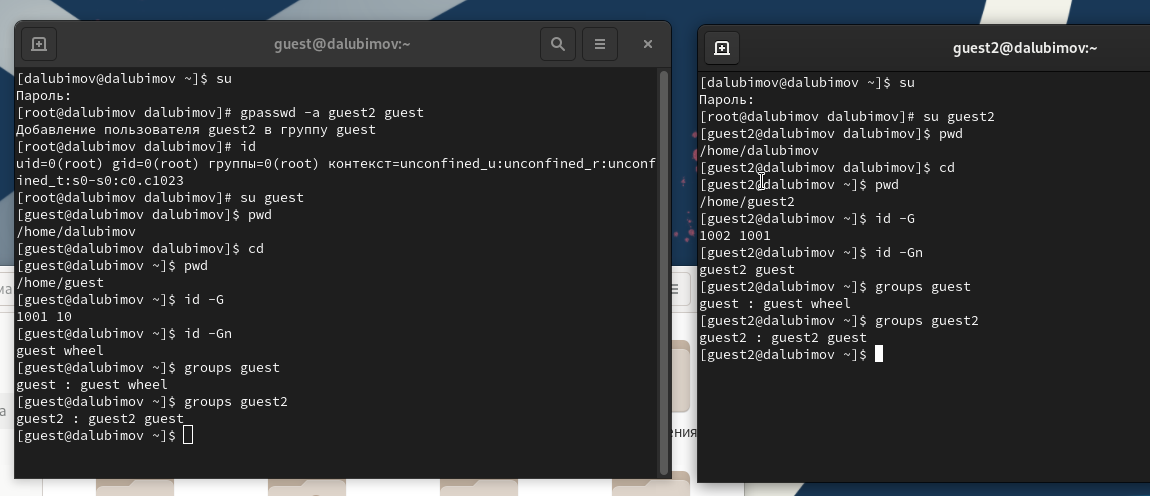 guest@dalubimov:~
[dalubimov@dalubimov ~]$ su
Пароль:
[root@dalubimov dalubimov]# gpasswd -a guest2 guest
Добавление пользователя guest2 в группу guest
[root@dalubimov dalubimov]# id
uid=0(root) gid=0(root) группы=0(root) контекст=unconfined_u:unconfined_r:unconf
ined_t:s0-s0:c0.c1023
[root@dalubimov dalubimov]# su guest
[guest@dalubimov dalubimov]$ pwd
/home/dalubimov
[guest@dalubimov dalubimov]$ cd
[guest@dalubimov ~]$ pwd
/home/guest
[guest@dalubimov ~]$ id -G
1001 10
[guest@dalubimov ~]$ id -Gn
guest wheel
[guest@dalubimov ~]$ groups guest
guest : guest wheel
[guest@dalubimov ~]$ groups guest2
guest2 : guest2 guest
[guest@dalubimov ~]$
guest2@dalubimov:~
[dalubimov@dalubimov ~]$ su
Пароль:
[root@dalubimov dalubimov]# su guest2
[guest2@dalubimov dalubimov]$ pwd
/home/dalubimov
[guest2@dalubimov dalubimov]$ cd
[guest2@dalubimov ~]$ pwd
/home/guest2
[guest2@dalubimov ~]$ id -G
1002 1001
[guest2@dalubimov ~]$ id -Gn
guest2 guest
[guest2@dalubimov ~]$ groups guest
guest : guest wheel
[guest2@dalubimov ~]$ groups guest2
guest2 : guest2 guest
[guest2@dalubimov ~]$